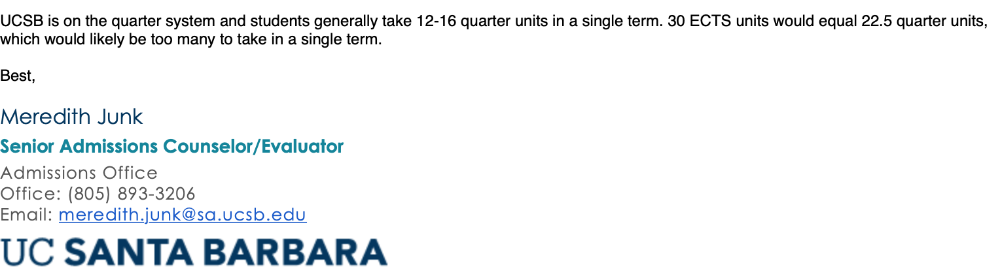 UCSB is on the quarter system and students generally take 12-16 quarter units in a single term. 30 ECTS units would equal 22.5 quarter units,
which would likely be too many to take in a single term.
Best,
Meredith Junk
Senior Admissions Counselor/Evaluator
Admissions Office
Office: (805) 893-3206
Email: meredith.junk@sa.ucsb.edu
UC SANTA BARBARA